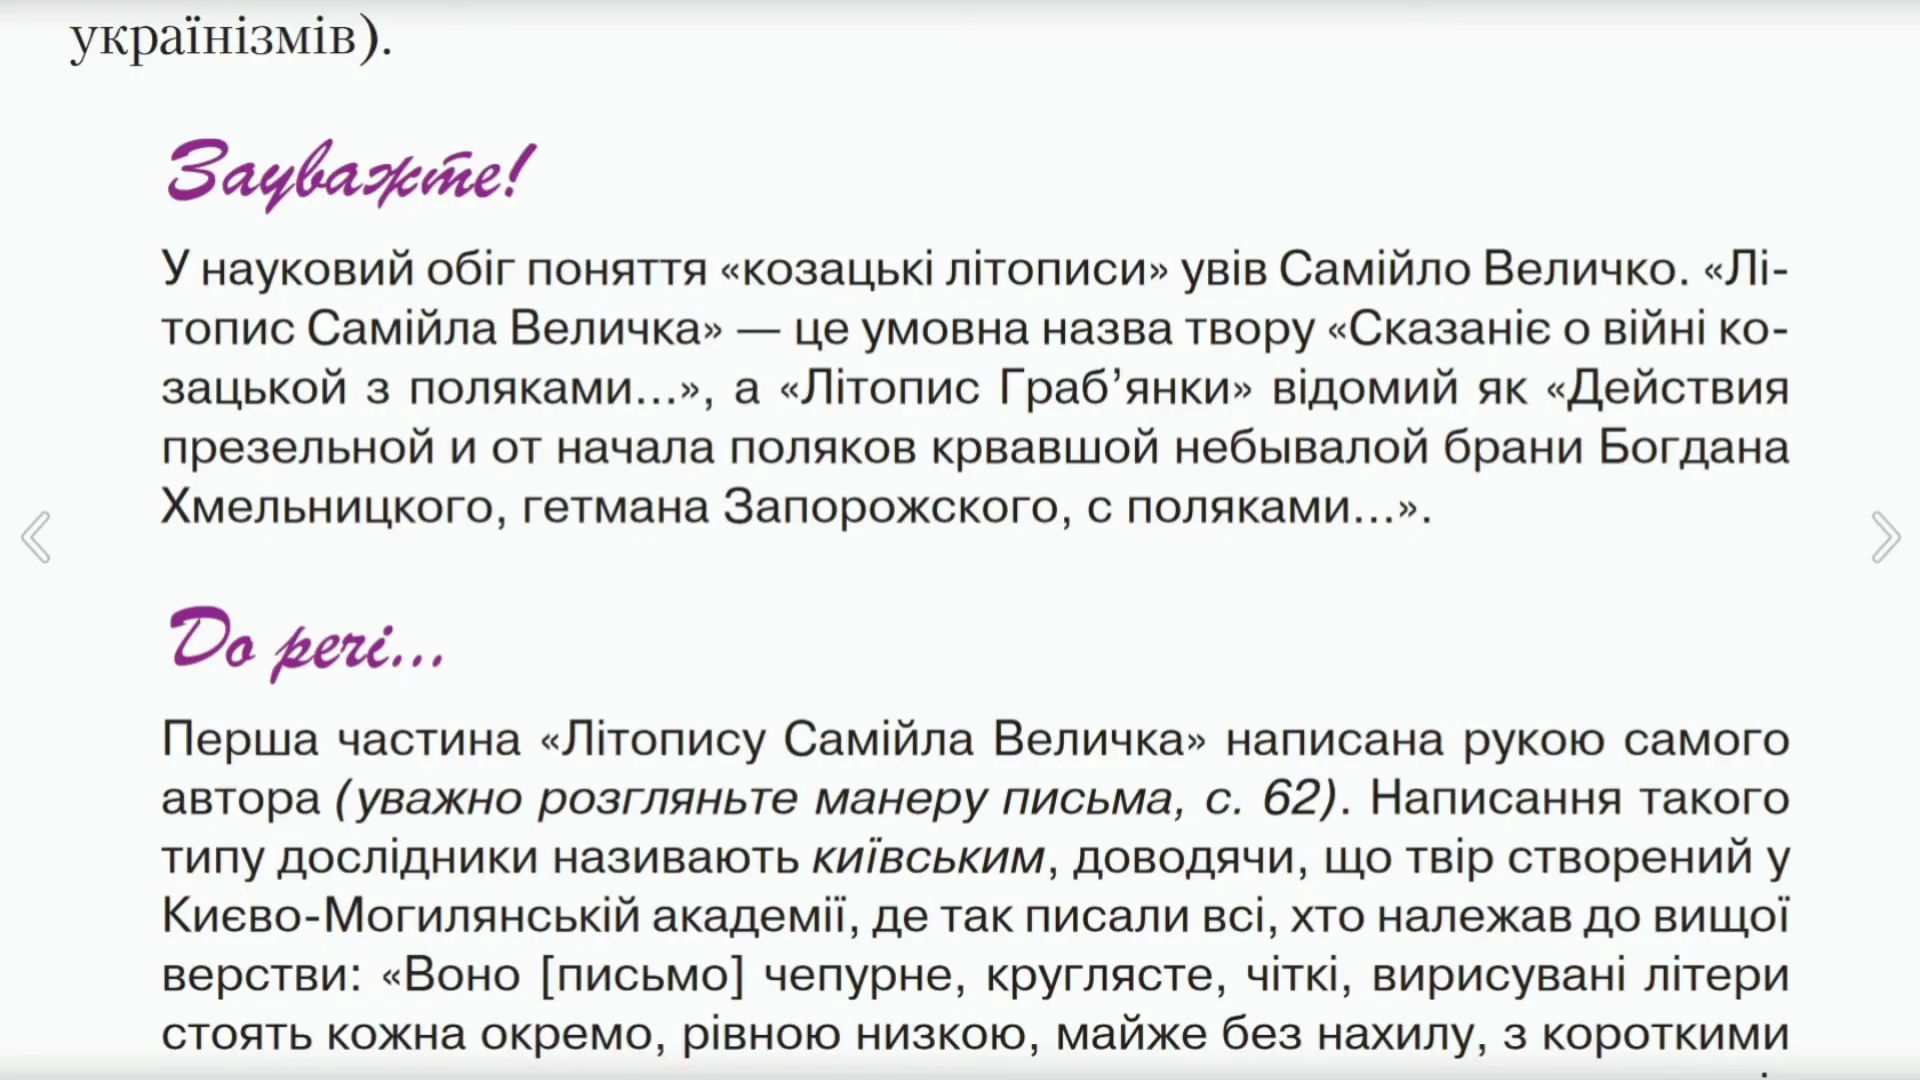 українізмів).
Зауважте!
У науковий обіг поняття «козацькі літописи» увів Самійло Величко. «Лі-
топис Самійла Величка» — це умовна назва твору «Сказаніє о війні ко-
зацькой з поляками...», а «Літопис Граб’янки» відомий як «Действия
презельной и от начала поляков крвавшой небывалой брани Богдана
Хмельницкого, гетмана Запорожского, с поляками...».
До речі...
Перша частина «Літопису Самійла Величка» написана рукою самого
автора (уважно розгляньте манеру письма, с. 62). Написання такого
типу дослідники називають київським, доводячи, що твір створений у
Києво-Могилянській академії, де так писали всі, хто належав до вищої
верстви: «Воно [письмо] чепурне, круглясте, чіткі, вирисувані літери
стоять кожна окремо, рівною низкою, майже без нахилу, з короткими